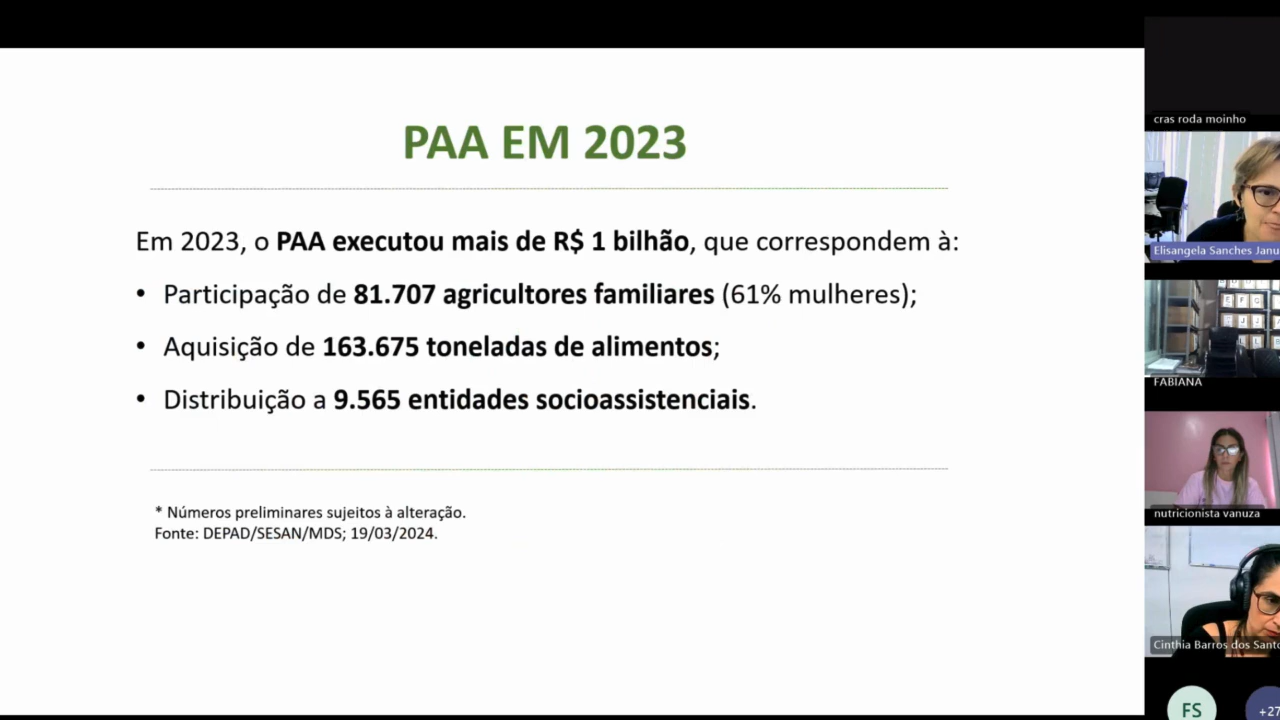 PAA EM 2023
Em 2023, o PAA executou mais de R$ 1 bilhão, que correspondem à:
• Participação de 81.707 agricultores familiares (61% mulheres);
• Aquisição de 163.675 toneladas de alimentos;
• Distribuição a 9.565 entidades socioassistenciais.
* Números preliminares sujeitos à alteração.
Fonte: DEPAD/SESAN/MDS; 19/03/2024.
cras roda moinho
Elisangela Sanches Janu
FABIANA
nutricionista vanuza
Cinthia Barros dos Santo
FS
+27